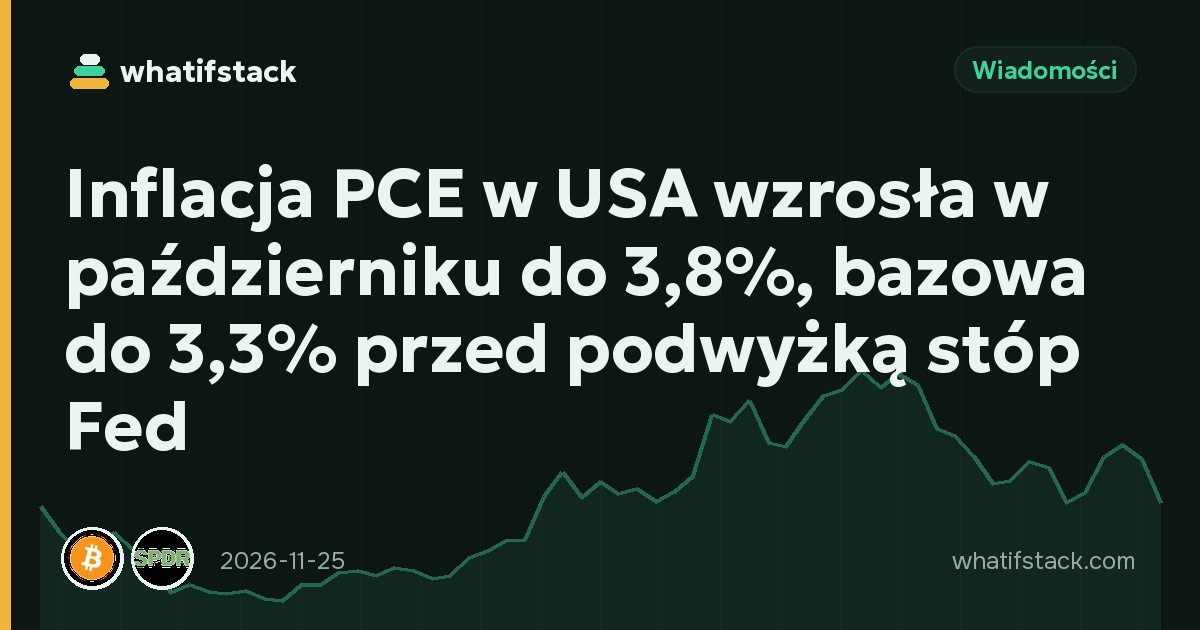 whatifstack
Wiadomości
Inflacja PCE w USA wzrosła w
październiku do 3,8%, bazowa
do 3,3% przed podwyżką stóp
Fed
SPDR
2026-11-25
whatifstack.com